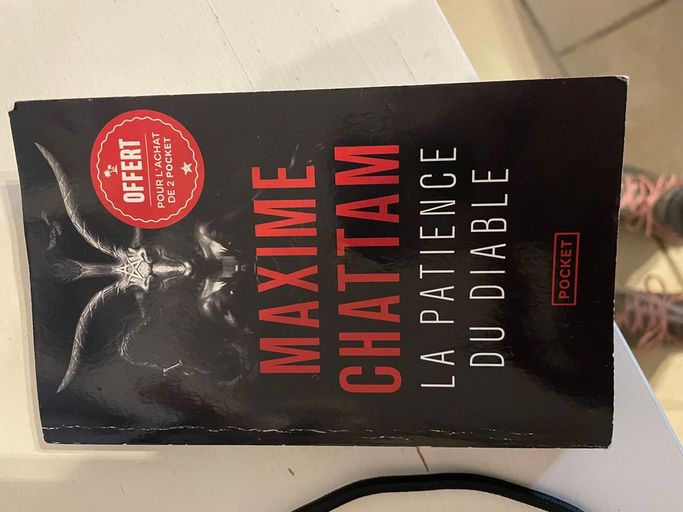 OFFERT
POUR L'ACHAT
DE 2 POCKET
MAXIME
CHATTAM
LA PATIENCE
DU DIABLE
POCKET